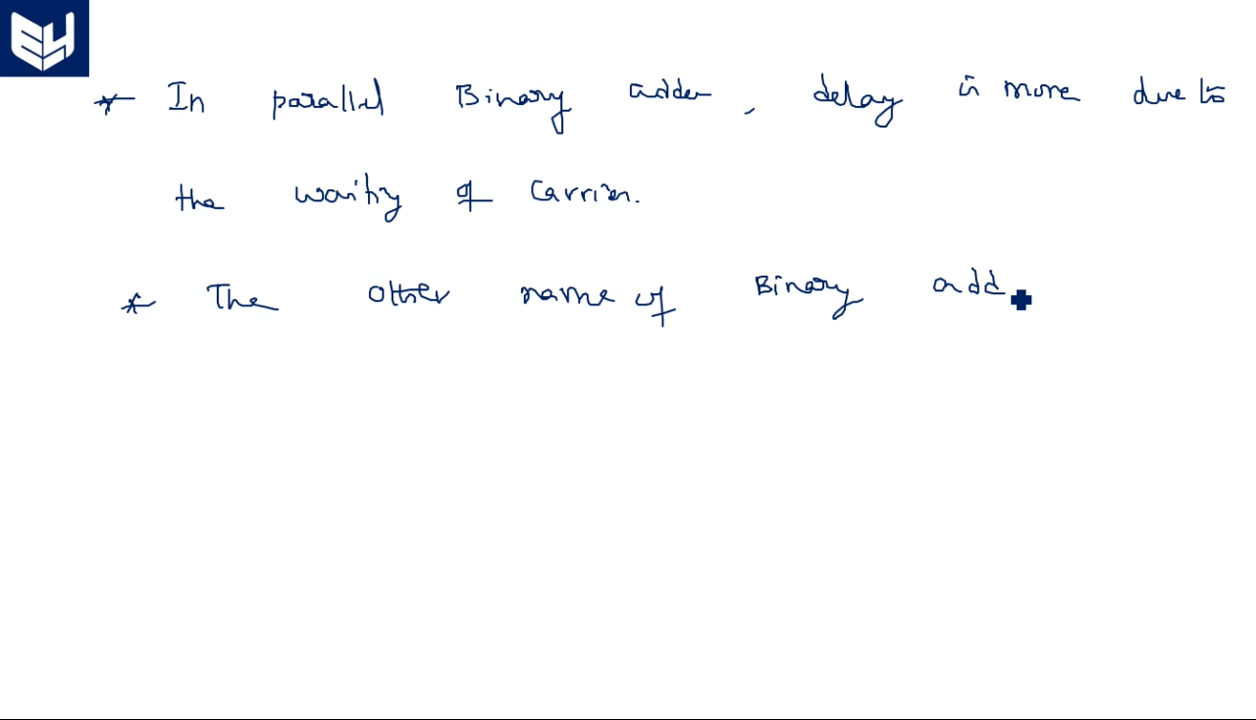 * In parallel Binary adder, delay is more due to
the waiting of carries.
* The other name of Binary add